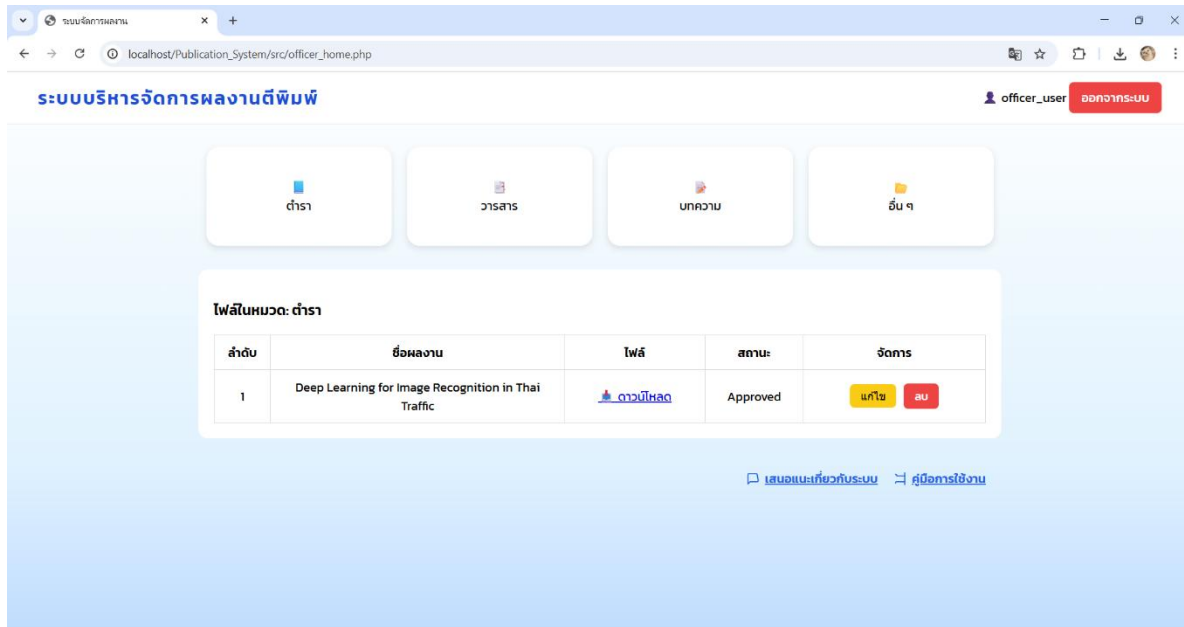 ระบบจัดการผลงาน
localhost/Publication_System/src/officer_home.php
ระบบบริหารจัดการผลงานตีพิมพ์
officer_user
ออกจากระบบ
ตำรา
วารสาร
บทความ
อื่น ๆ
ไฟล์ในหมวด: ตำรา
ลำดับ ชื่อผลงาน ไฟล์ สถานะ จัดการ
1 Deep Learning for Image Recognition in Thai
Traffic
ดาวน์โหลด Approved แก้ไข ลบ
เสนอแนะเกี่ยวกับระบบ คู่มือการใช้งาน